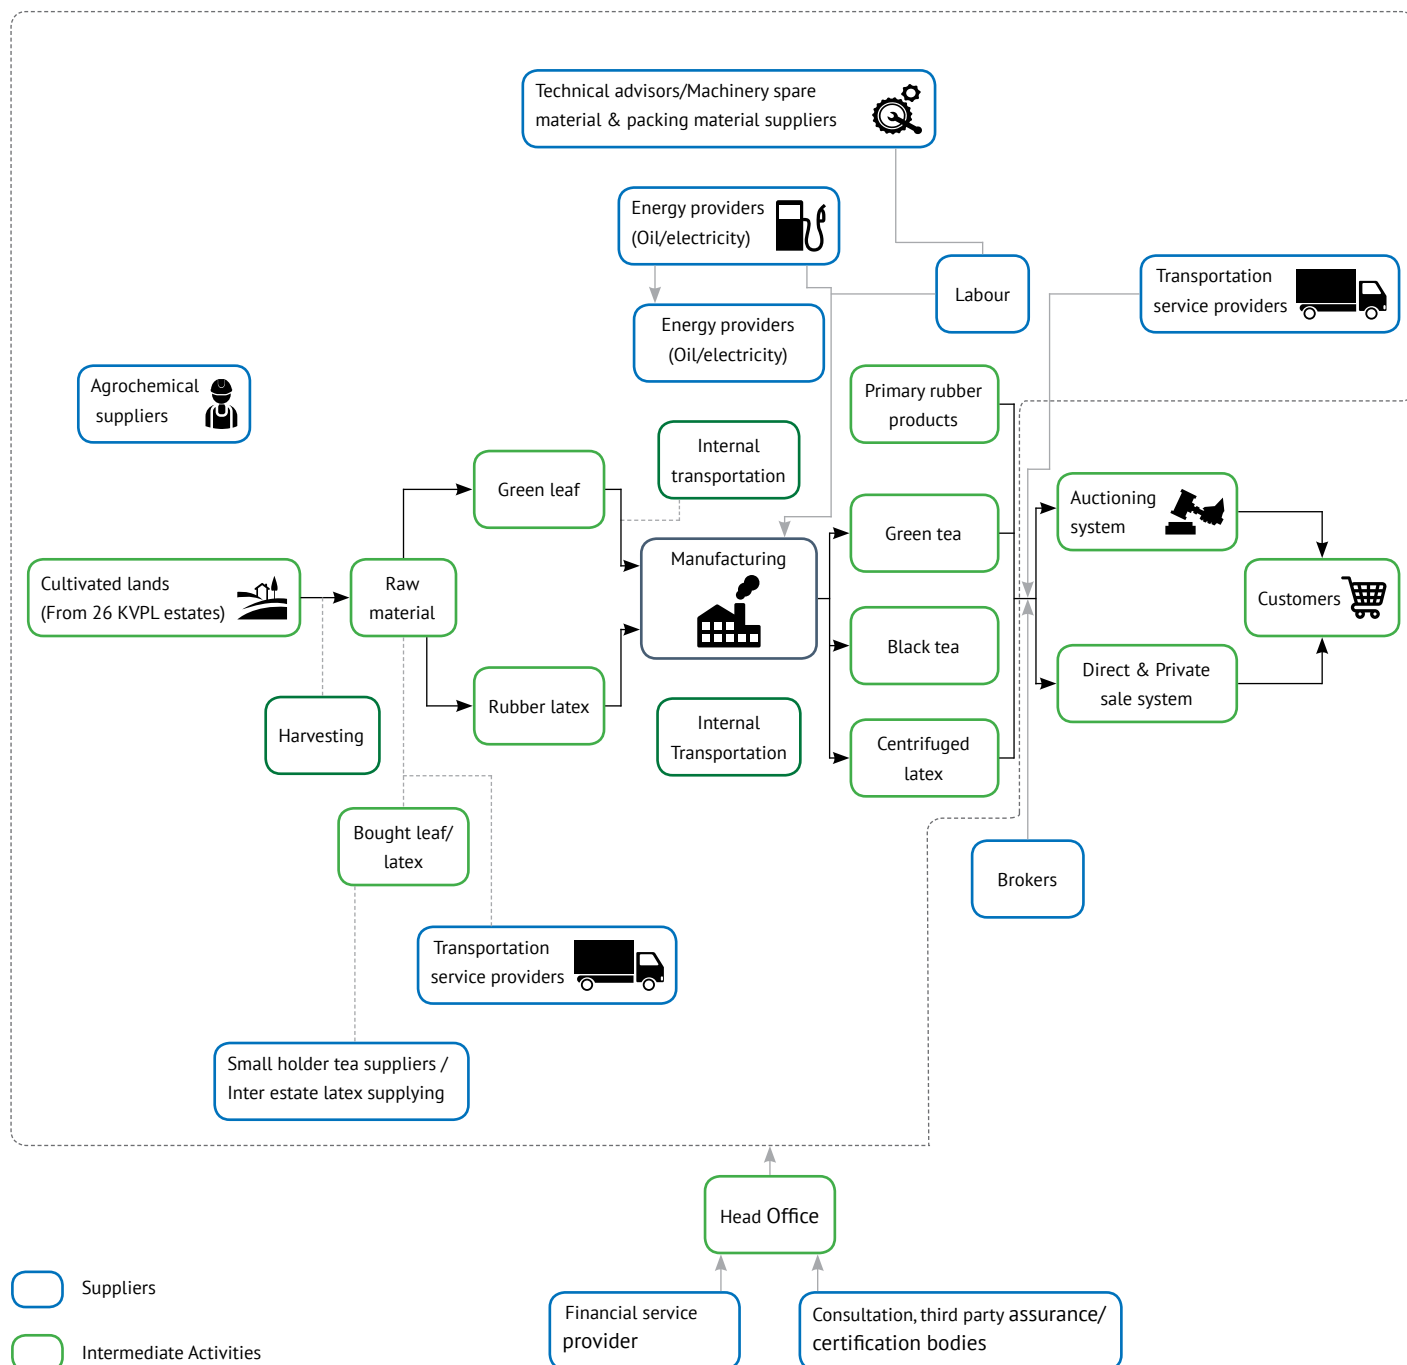 Technical advisors/Machinery spare
material & packing material suppliers
Energy providers
(Oil/electricity)
Labour
Transportation
service providers
Energy providers
(Oil/electricity)
Agrochemical
suppliers
Primary rubber
products
Internal
transportation
Green leaf
Auctioning
system
Green tea
Manufacturing
Cultivated lands
(From 26 KVPL estates)
Raw
material
Customers
Black tea
Direct & Private
sale system
Rubber latex
Harvesting
Internal
Transportation
Centrifuged
latex
Bought leaf/
latex
Brokers
Transportation
service providers
Small holder tea suppliers /
Inter estate latex supplying
Head Office
Suppliers
Financial service
provider
Consultation, third party assurance/
certification bodies
Intermediate Activities